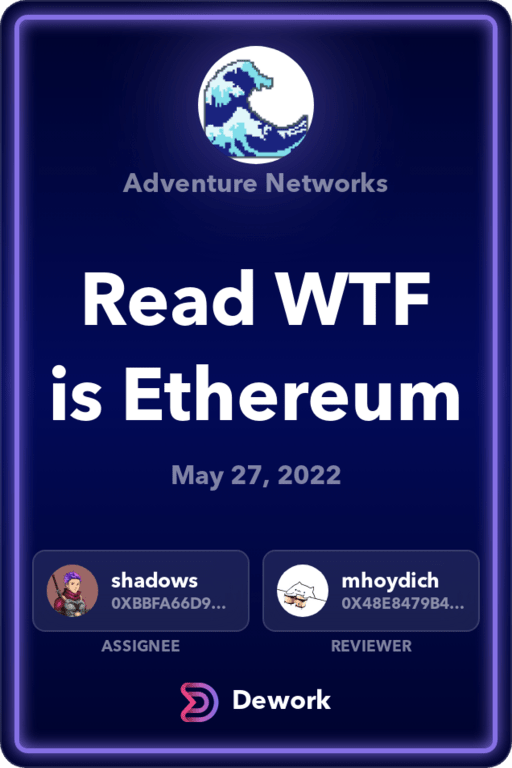 Adventure Networks
Read WTF
is Ethereum
May 27, 2022
shadows
0XBBFA66D9...
ASSIGNEE
mhoydich
0X48E8479B4...
REVIEWER
Dework